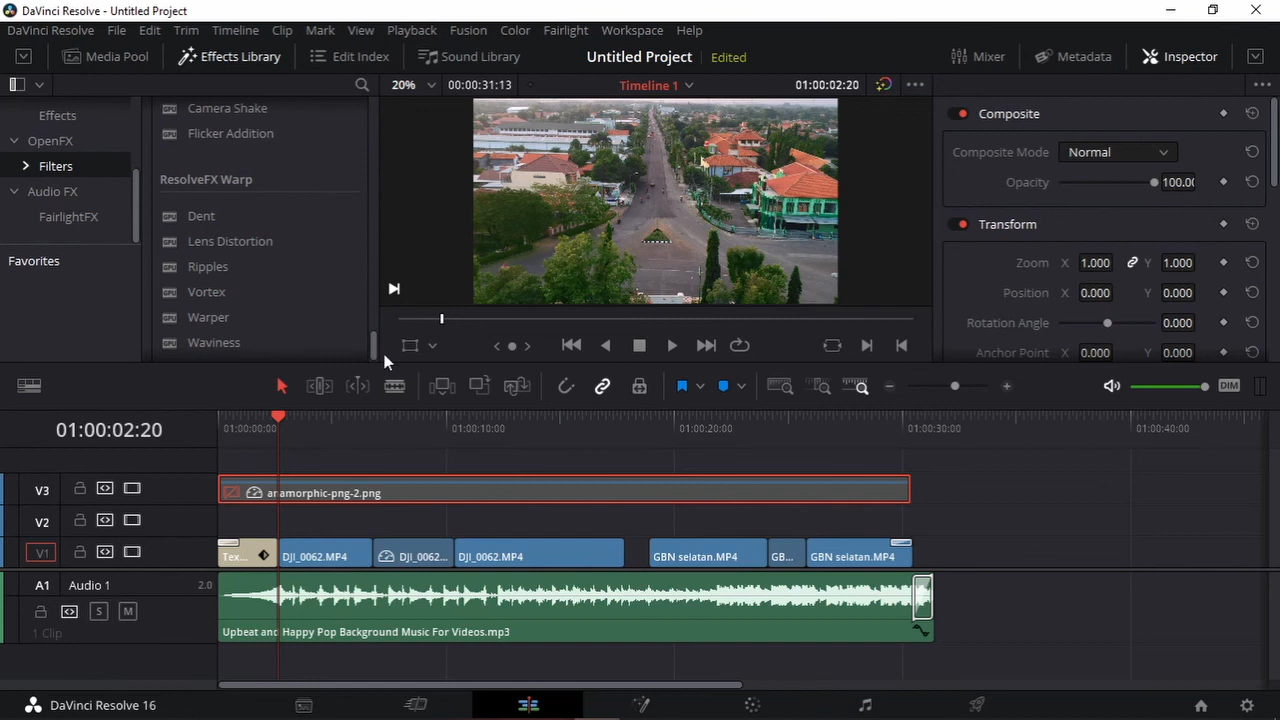 DaVinci Resolve - Untitled Project
DaVinci Resolve File Edit Trim Timeline Clip Mark View Playback Fusion Color Fairlight Workspace Help
Media Pool Effects Library Edit Index Sound Library Untitled Project Edited Mixer Metadata Inspector
20% 00:00:31:13 Timeline 1 01:00:02:20
Effects
OpenFX
Filters
Audio FX
FairlightFX
Favorites
Camera Shake
Flicker Addition
ResolveFX Warp
Dent
Lens Distortion
Ripples
Vortex
Warper
Waviness
Composite
Composite Mode Normal
Opacity 100.00
Transform
Zoom X 1.000 Y 1.000
Position X 0.000 Y 0.000
Rotation Angle 0.000
Anchor Point X 0.000 Y 0.000
DIM
01:00:02:20 01:00:00:00 01:00:10:00 01:00:20:00 01:00:30:00 01:00:40:00
V3 anamorphic-png-2.png
V2
V1 Tex... DJI_0062.MP4 DJI_0062... DJI_0062.MP4 GBN selatan.MP4 GB... GBN selatan.MP4
A1 Audio 1 2.0
S M
1 Clip
Upbeat and Happy Pop Background Music For Videos.mp3
DaVinci Resolve 16